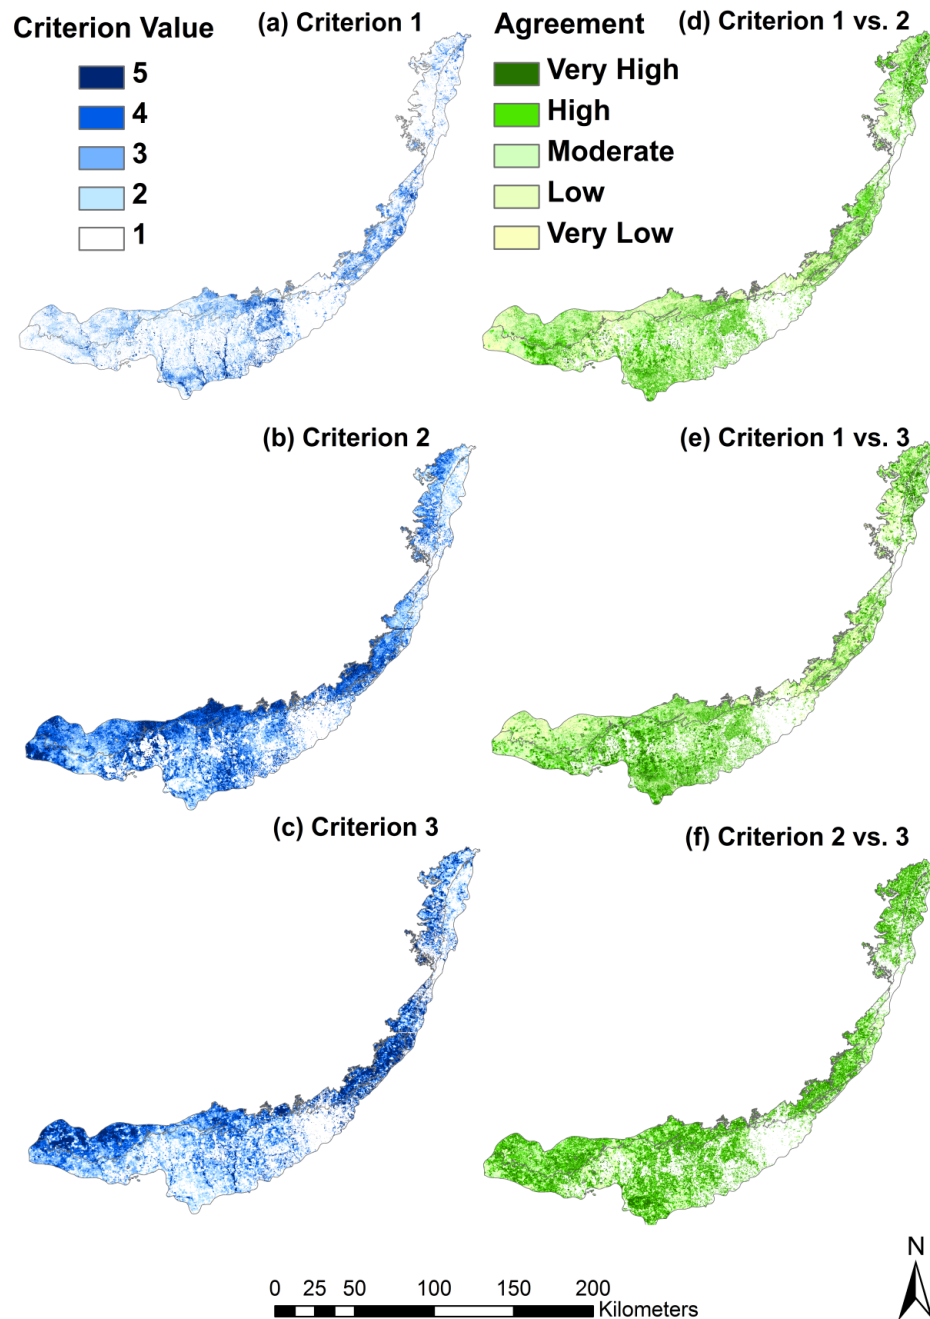 Criterion Value
5
4
3
2
1
(a) Criterion 1
Agreement
Very High
High
Moderate
Low
Very Low
(d) Criterion 1 vs. 2
(b) Criterion 2
(e) Criterion 1 vs. 3
(c) Criterion 3
(f) Criterion 2 vs. 3
0 25 50 100 150 200
Kilometers
N